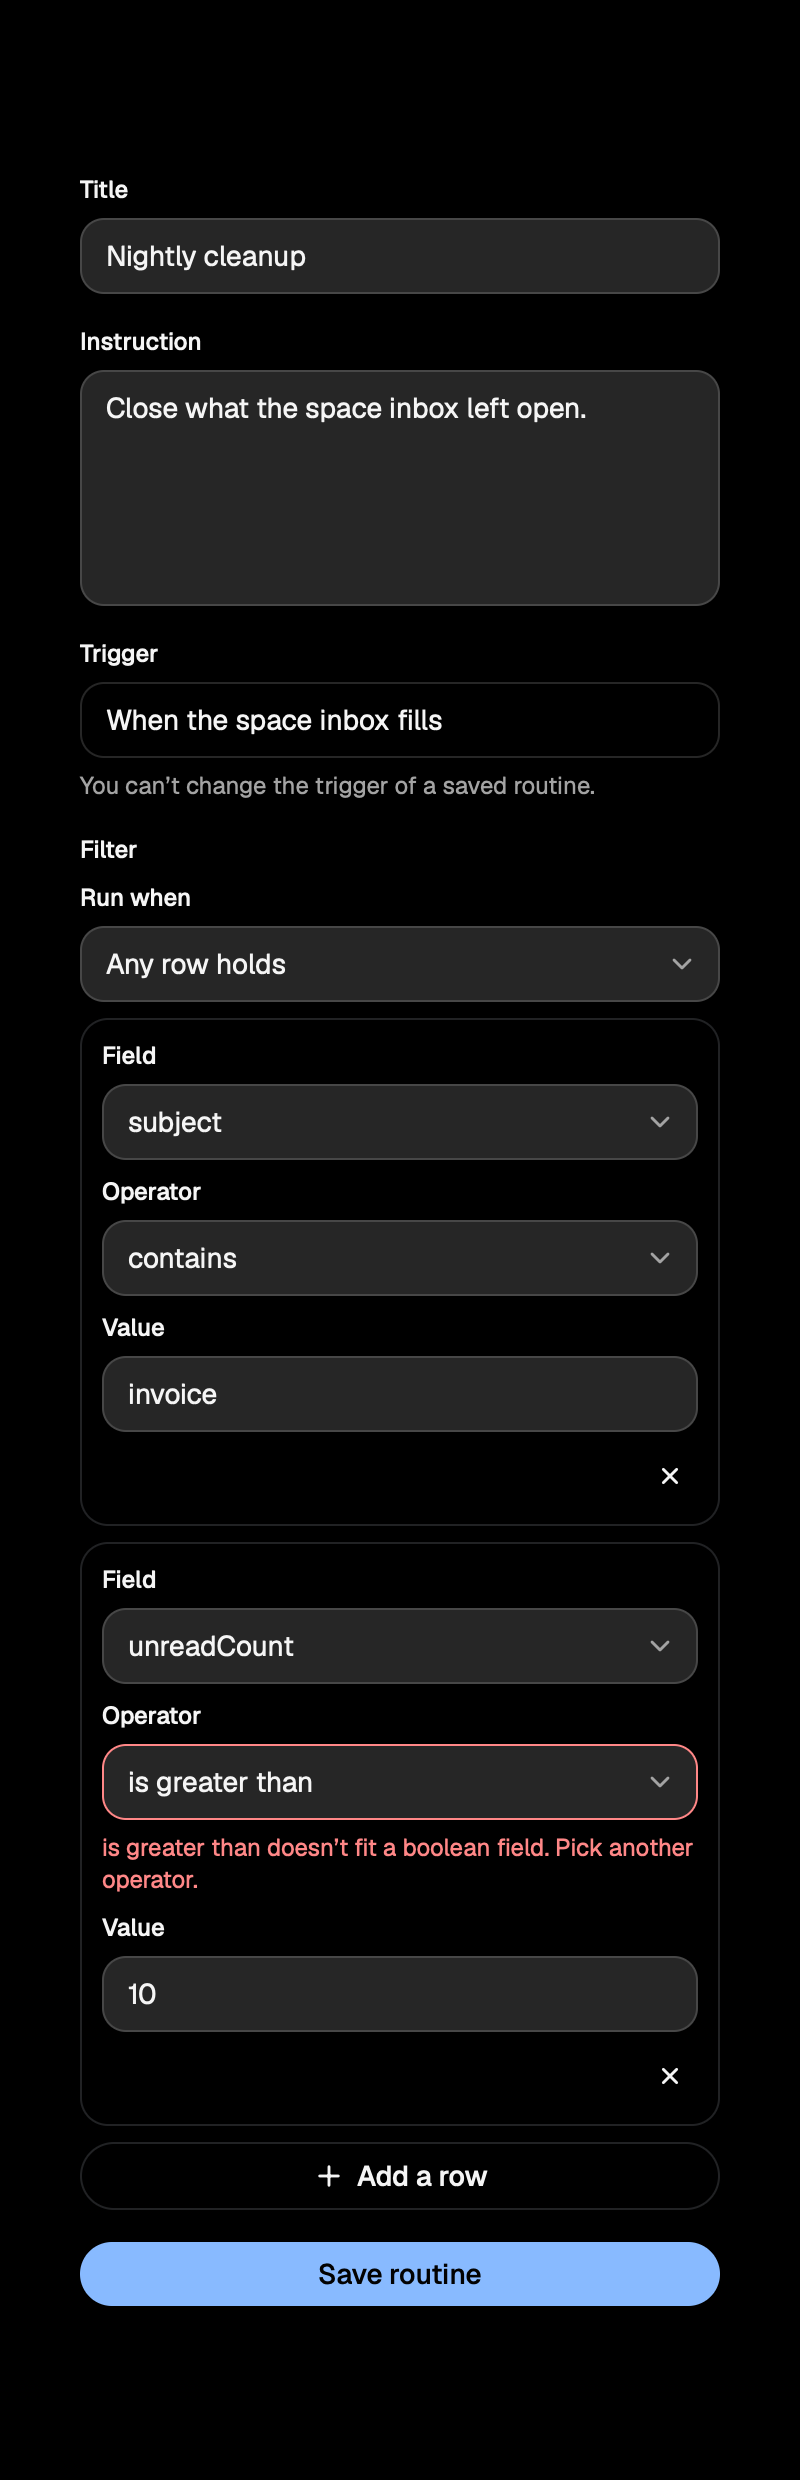 Title
Nightly cleanup
Instruction
Close what the space inbox left open.
Trigger
When the space inbox fills
You can’t change the trigger of a saved routine.
Filter
Run when
Any row holds
Field
subject
Operator
contains
Value
invoice
Field
unreadCount
Operator
is greater than
is greater than doesn’t fit a boolean field. Pick another
operator.
Value
10
Add a row
Save routine